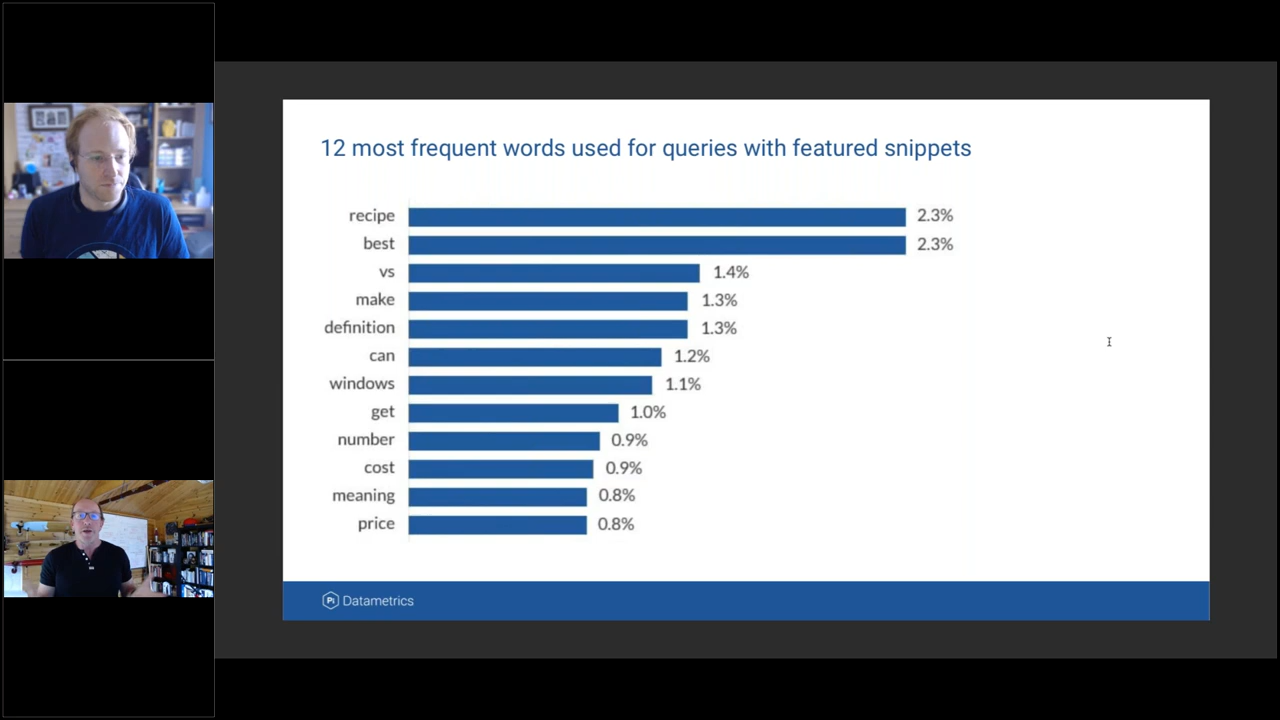 12 most frequent words used for queries with featured snippets
recipe 2.3%
best 2.3%
vs 1.4%
make 1.3%
definition 1.3%
can 1.2%
windows 1.1%
get 1.0%
number 0.9%
cost 0.9%
meaning 0.8%
price 0.8%
Pi Datametrics